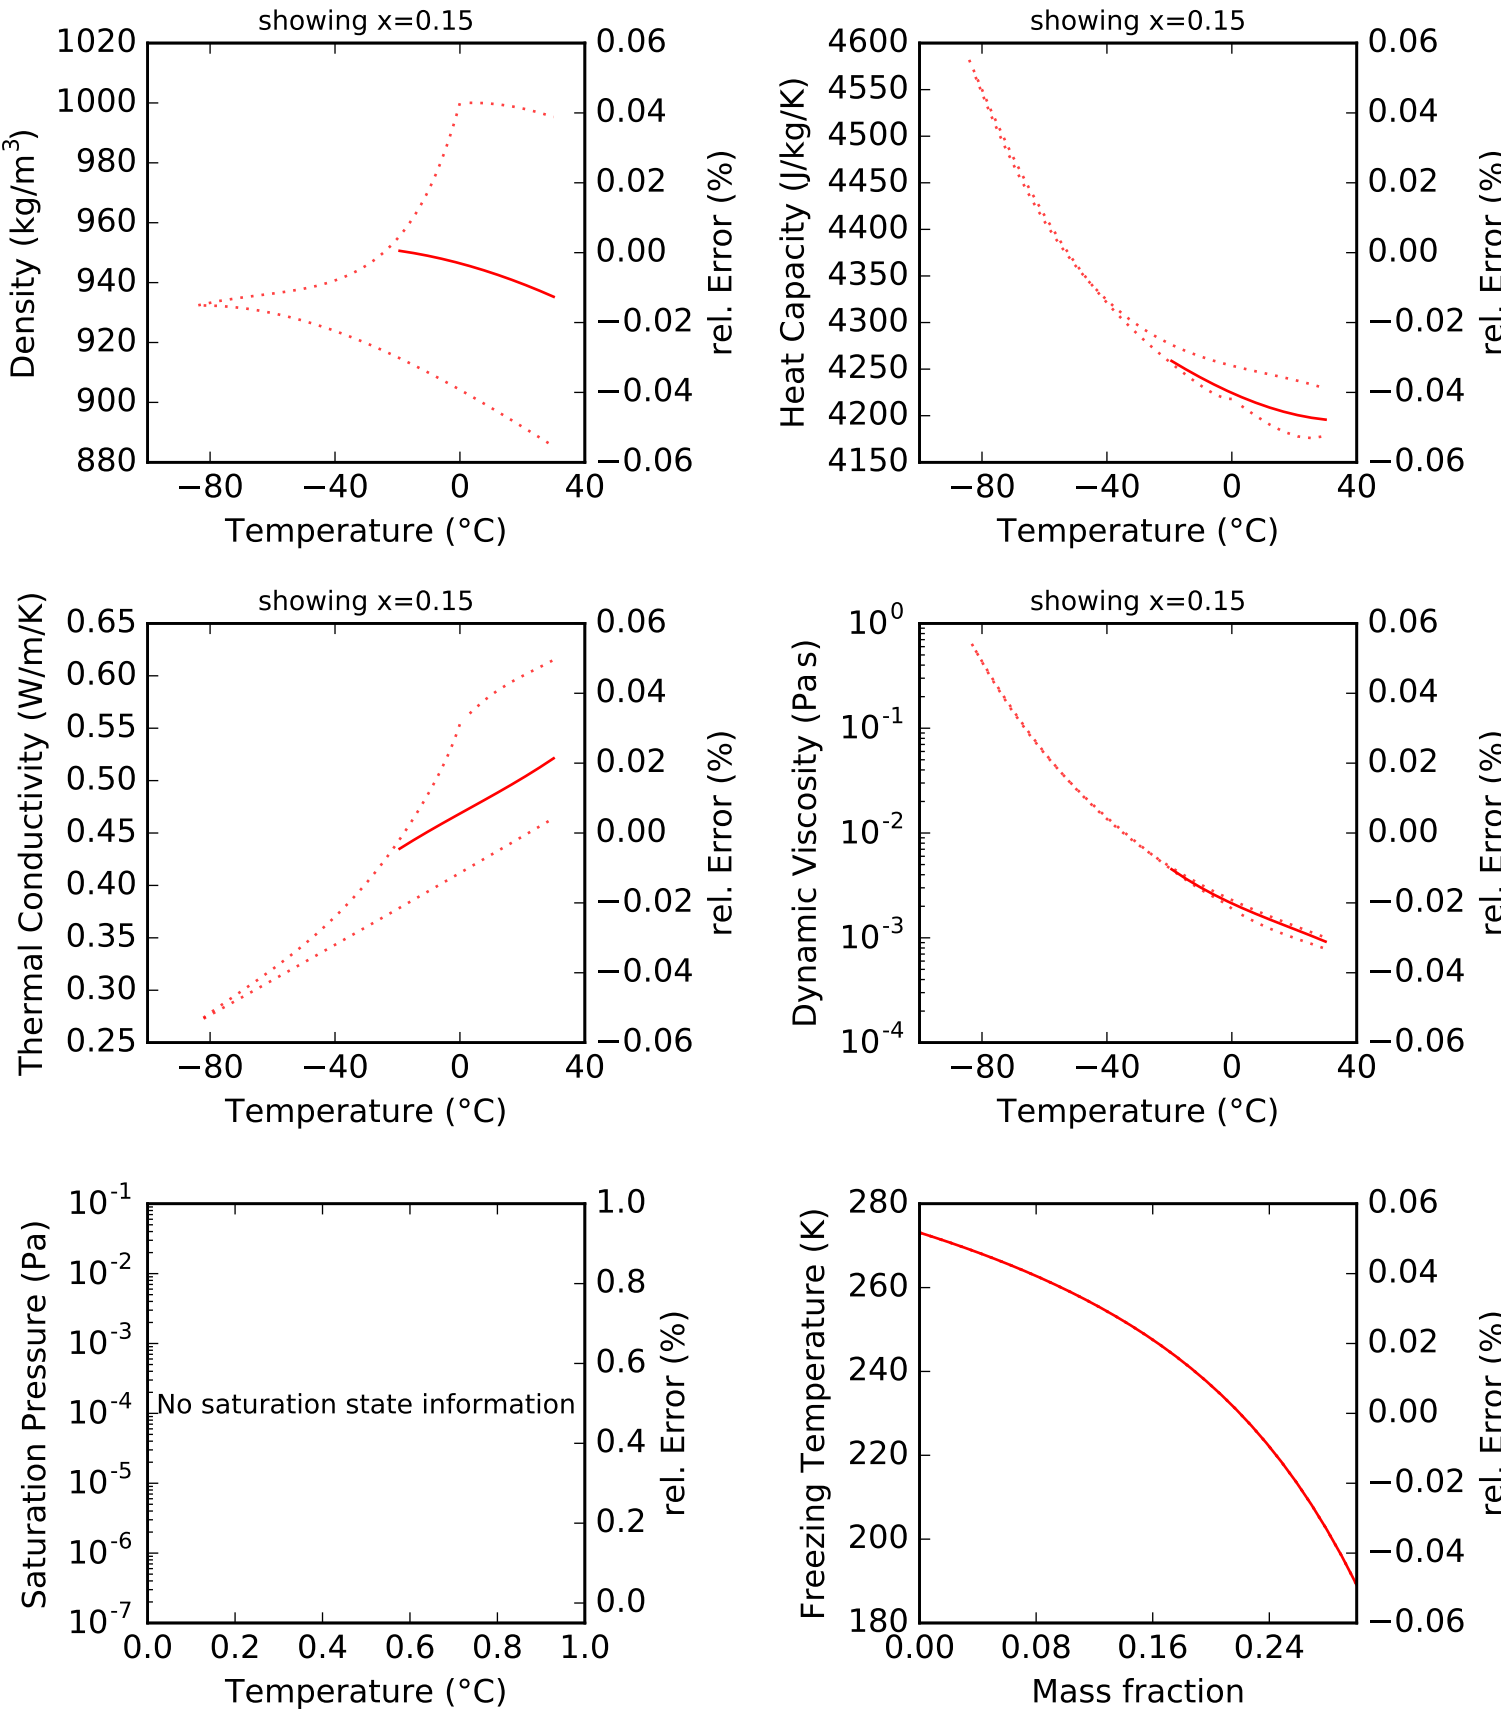 showing x=0.15
1020
1000
980
960
940
920
900
880
Density (kg/m³)
−80 −40 0 40
Temperature (°C)
0.06
0.04
0.02
0.00
−0.02
−0.04
−0.06
rel. Error (%)
showing x=0.15
4600
4550
4500
4450
4400
4350
4300
4250
4200
4150
Heat Capacity (J/kg/K)
−80 −40 0 40
Temperature (°C)
0.06
0.04
0.02
0.00
−0.02
−0.04
−0.06
rel. Error (%)
showing x=0.15
0.65
0.60
0.55
0.50
0.45
0.40
0.35
0.30
0.25
Thermal Conductivity (W/m/K)
−80 −40 0 40
Temperature (°C)
0.06
0.04
0.02
0.00
−0.02
−0.04
−0.06
rel. Error (%)
showing x=0.15
10⁰
10⁻¹
10⁻²
10⁻³
10⁻⁴
Dynamic Viscosity (Pa s)
−80 −40 0 40
Temperature (°C)
0.06
0.04
0.02
0.00
−0.02
−0.04
−0.06
rel. Error (%)
10⁻¹
10⁻²
10⁻³
10⁻⁴
10⁻⁵
10⁻⁶
10⁻⁷
Saturation Pressure (Pa)
No saturation state information
0.0 0.2 0.4 0.6 0.8 1.0
Temperature (°C)
1.0
0.8
0.6
0.4
0.2
0.0
rel. Error (%)
280
260
240
220
200
180
Freezing Temperature (K)
0.00 0.08 0.16 0.24
Mass fraction
0.06
0.04
0.02
0.00
−0.02
−0.04
−0.06
rel. Error (%)